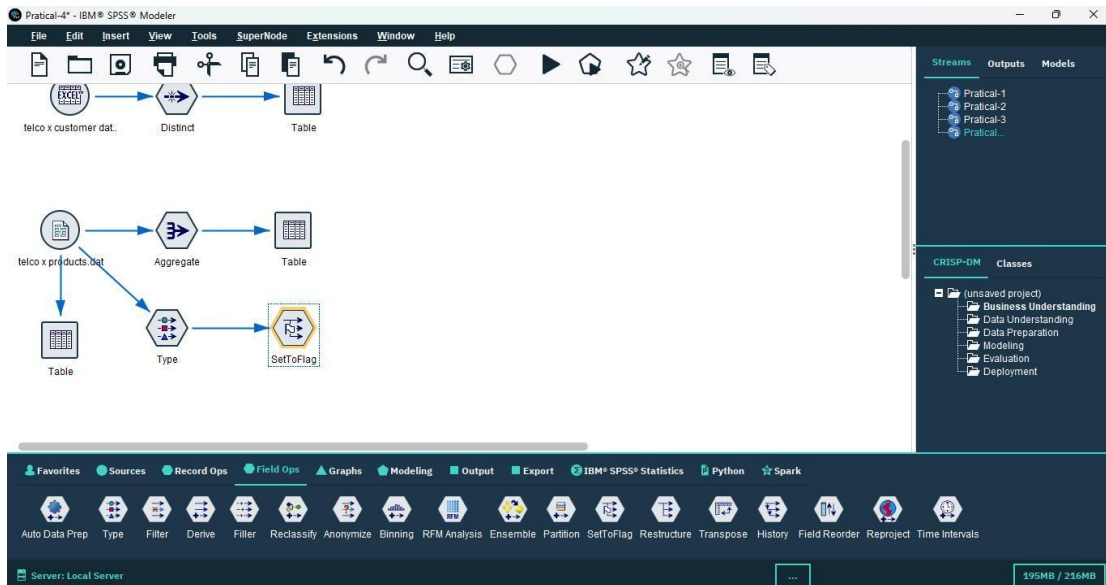 Pratical-4* - IBM® SPSS® Modeler
File Edit Insert View Tools SuperNode Extensions Window Help
Streams Outputs Models
Pratical-1
Pratical-2
Pratical-3
Pratical...
EXCEL
telco x customer dat.. Distinct Table
telco x products.dat Aggregate Table
Table Type SetToFlag
CRISP-DM Classes
(unsaved project)
Business Understanding
Data Understanding
Data Preparation
Modeling
Evaluation
Deployment
Favorites Sources Record Ops Field Ops Graphs Modeling Output Export IBM® SPSS® Statistics Python Spark
RFM
Auto Data Prep Type Filter Derive Filler Reclassify Anonymize Binning RFM Analysis Ensemble Partition SetToFlag Restructure Transpose History Field Reorder Reproject Time Intervals
Server: Local Server ... 195MB / 216MB